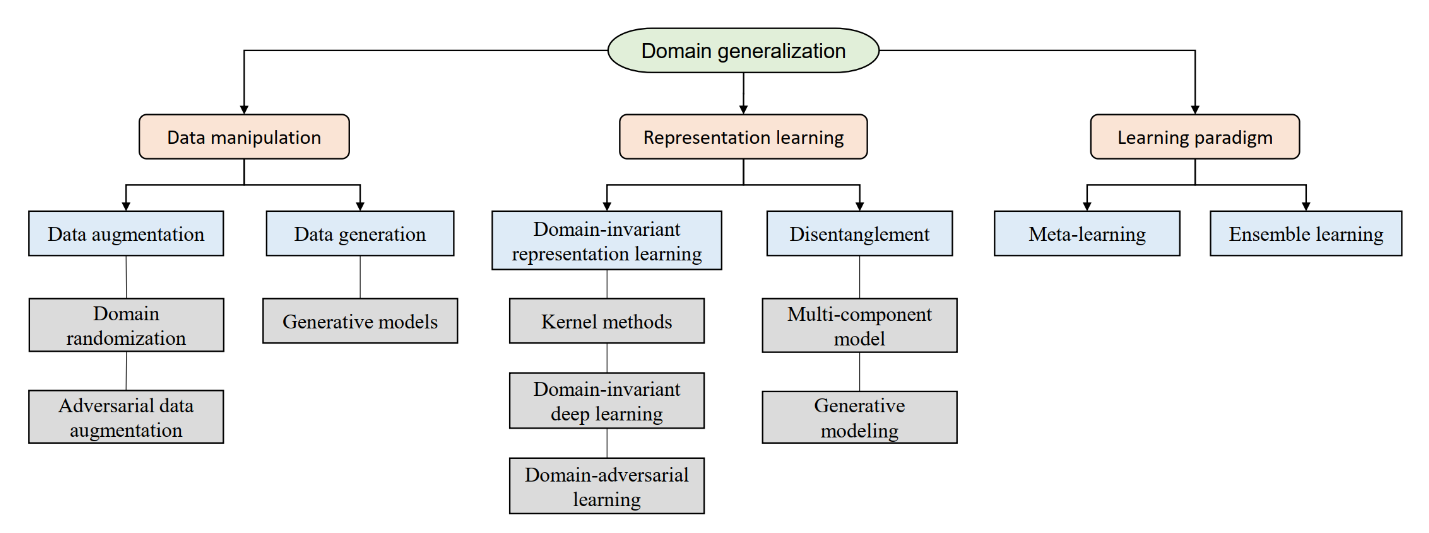 Domain generalization
Data manipulation
Representation learning
Learning paradigm
Data augmentation
Data generation
Domain-invariant
representation learning
Disentanglement
Meta-learning
Ensemble learning
Domain
randomization
Generative models
Kernel methods
Multi-component
model
Adversarial data
augmentation
Domain-invariant
deep learning
Generative
modeling
Domain-adversarial
learning